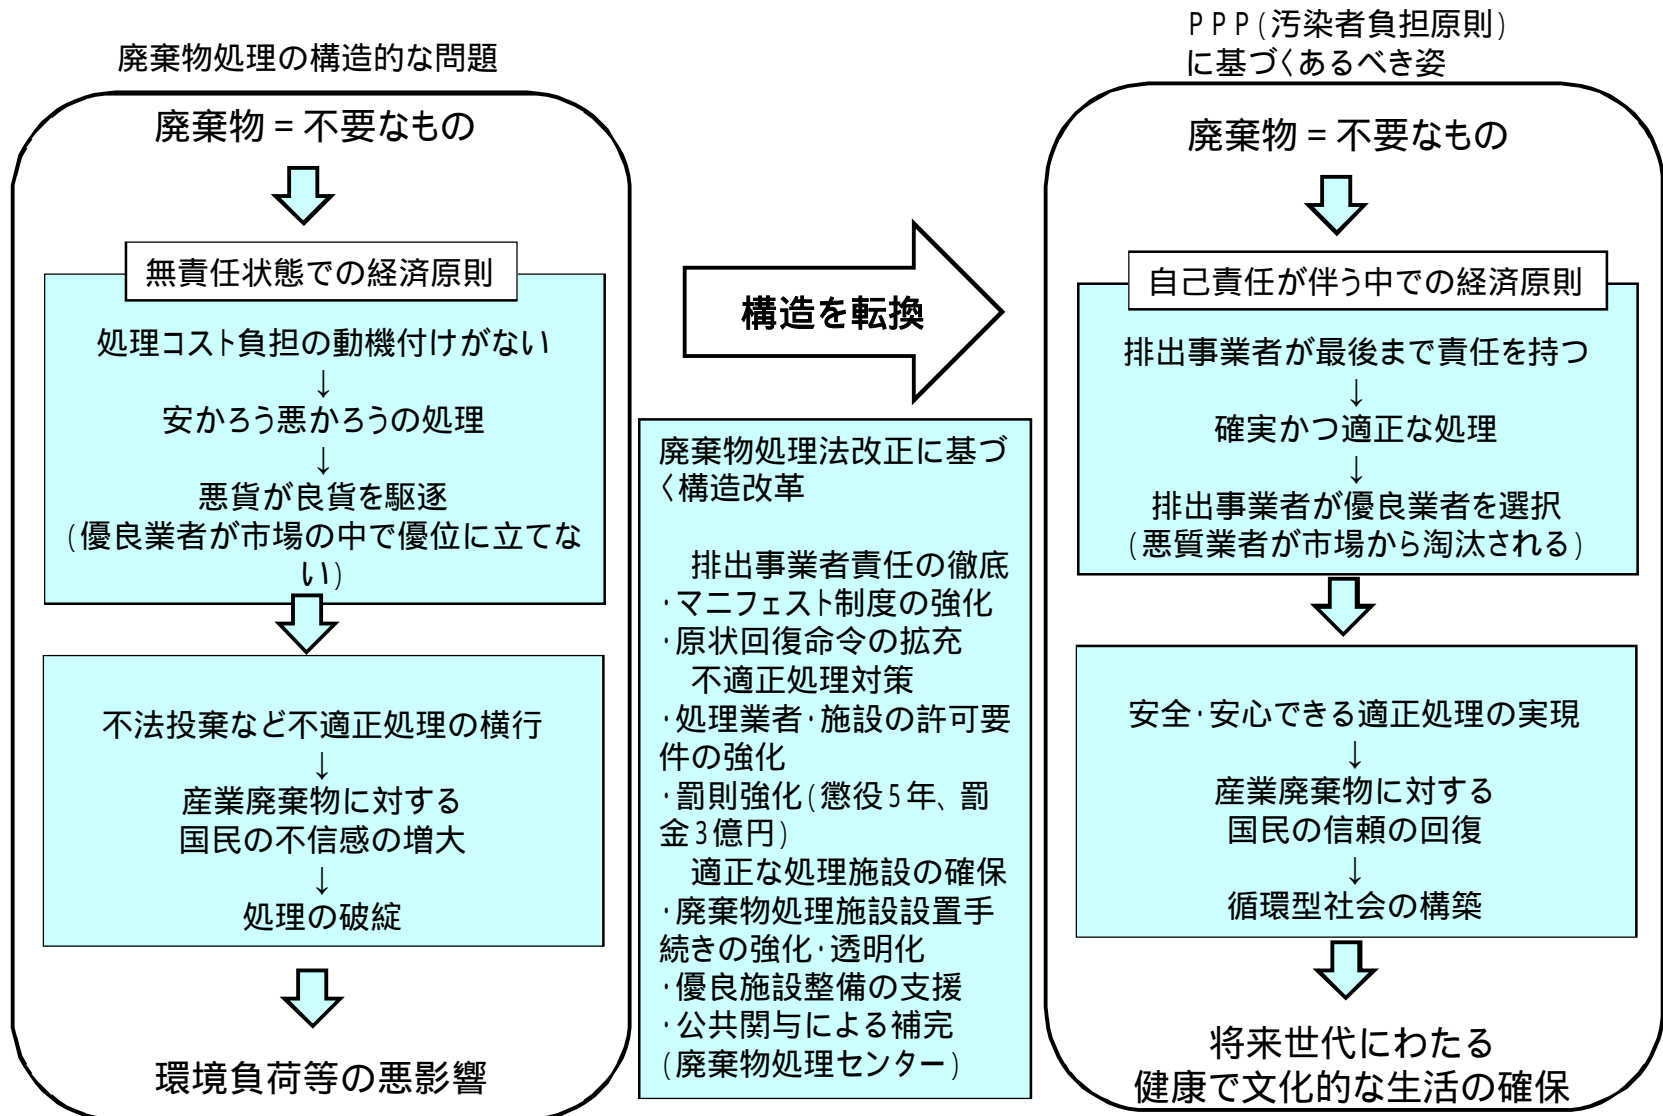 廃棄物処理の構造的な問題
廃棄物 = 不要なもの
無責任状態での経済原則
処理コスト負担の動機付けがない
↓
安かろう悪かろうの処理
↓
悪貨が良貨を駆逐
(優良業者が市場の中で優位に立てな
い)
不法投棄など不適正処理の横行
↓
産業廃棄物に対する
国民の不信感の増大
↓
処理の破綻
環境負荷等の悪影響
構造を転換
廃棄物処理法改正に基づ
く構造改革
排出事業者責任の徹底
・マニフェスト制度の強化
・原状回復命令の拡充
不適正処理対策
・処理業者・施設の許可要
件の強化
・罰則強化(懲役5年、罰
金3億円)
適正な処理施設の確保
・廃棄物処理施設設置手
続きの強化・透明化
・優良施設整備の支援
・公共関与による補完
(廃棄物処理センター)
PPP(汚染者負担原則)
に基づくあるべき姿
廃棄物 = 不要なもの
自己責任が伴う中での経済原則
排出事業者が最後まで責任を持つ
↓
確実かつ適正な処理
↓
排出事業者が優良業者を選択
(悪質業者が市場から淘汰される)
安全・安心できる適正処理の実現
↓
産業廃棄物に対する
国民の信頼の回復
↓
循環型社会の構築
将来世代にわたる
健康で文化的な生活の確保